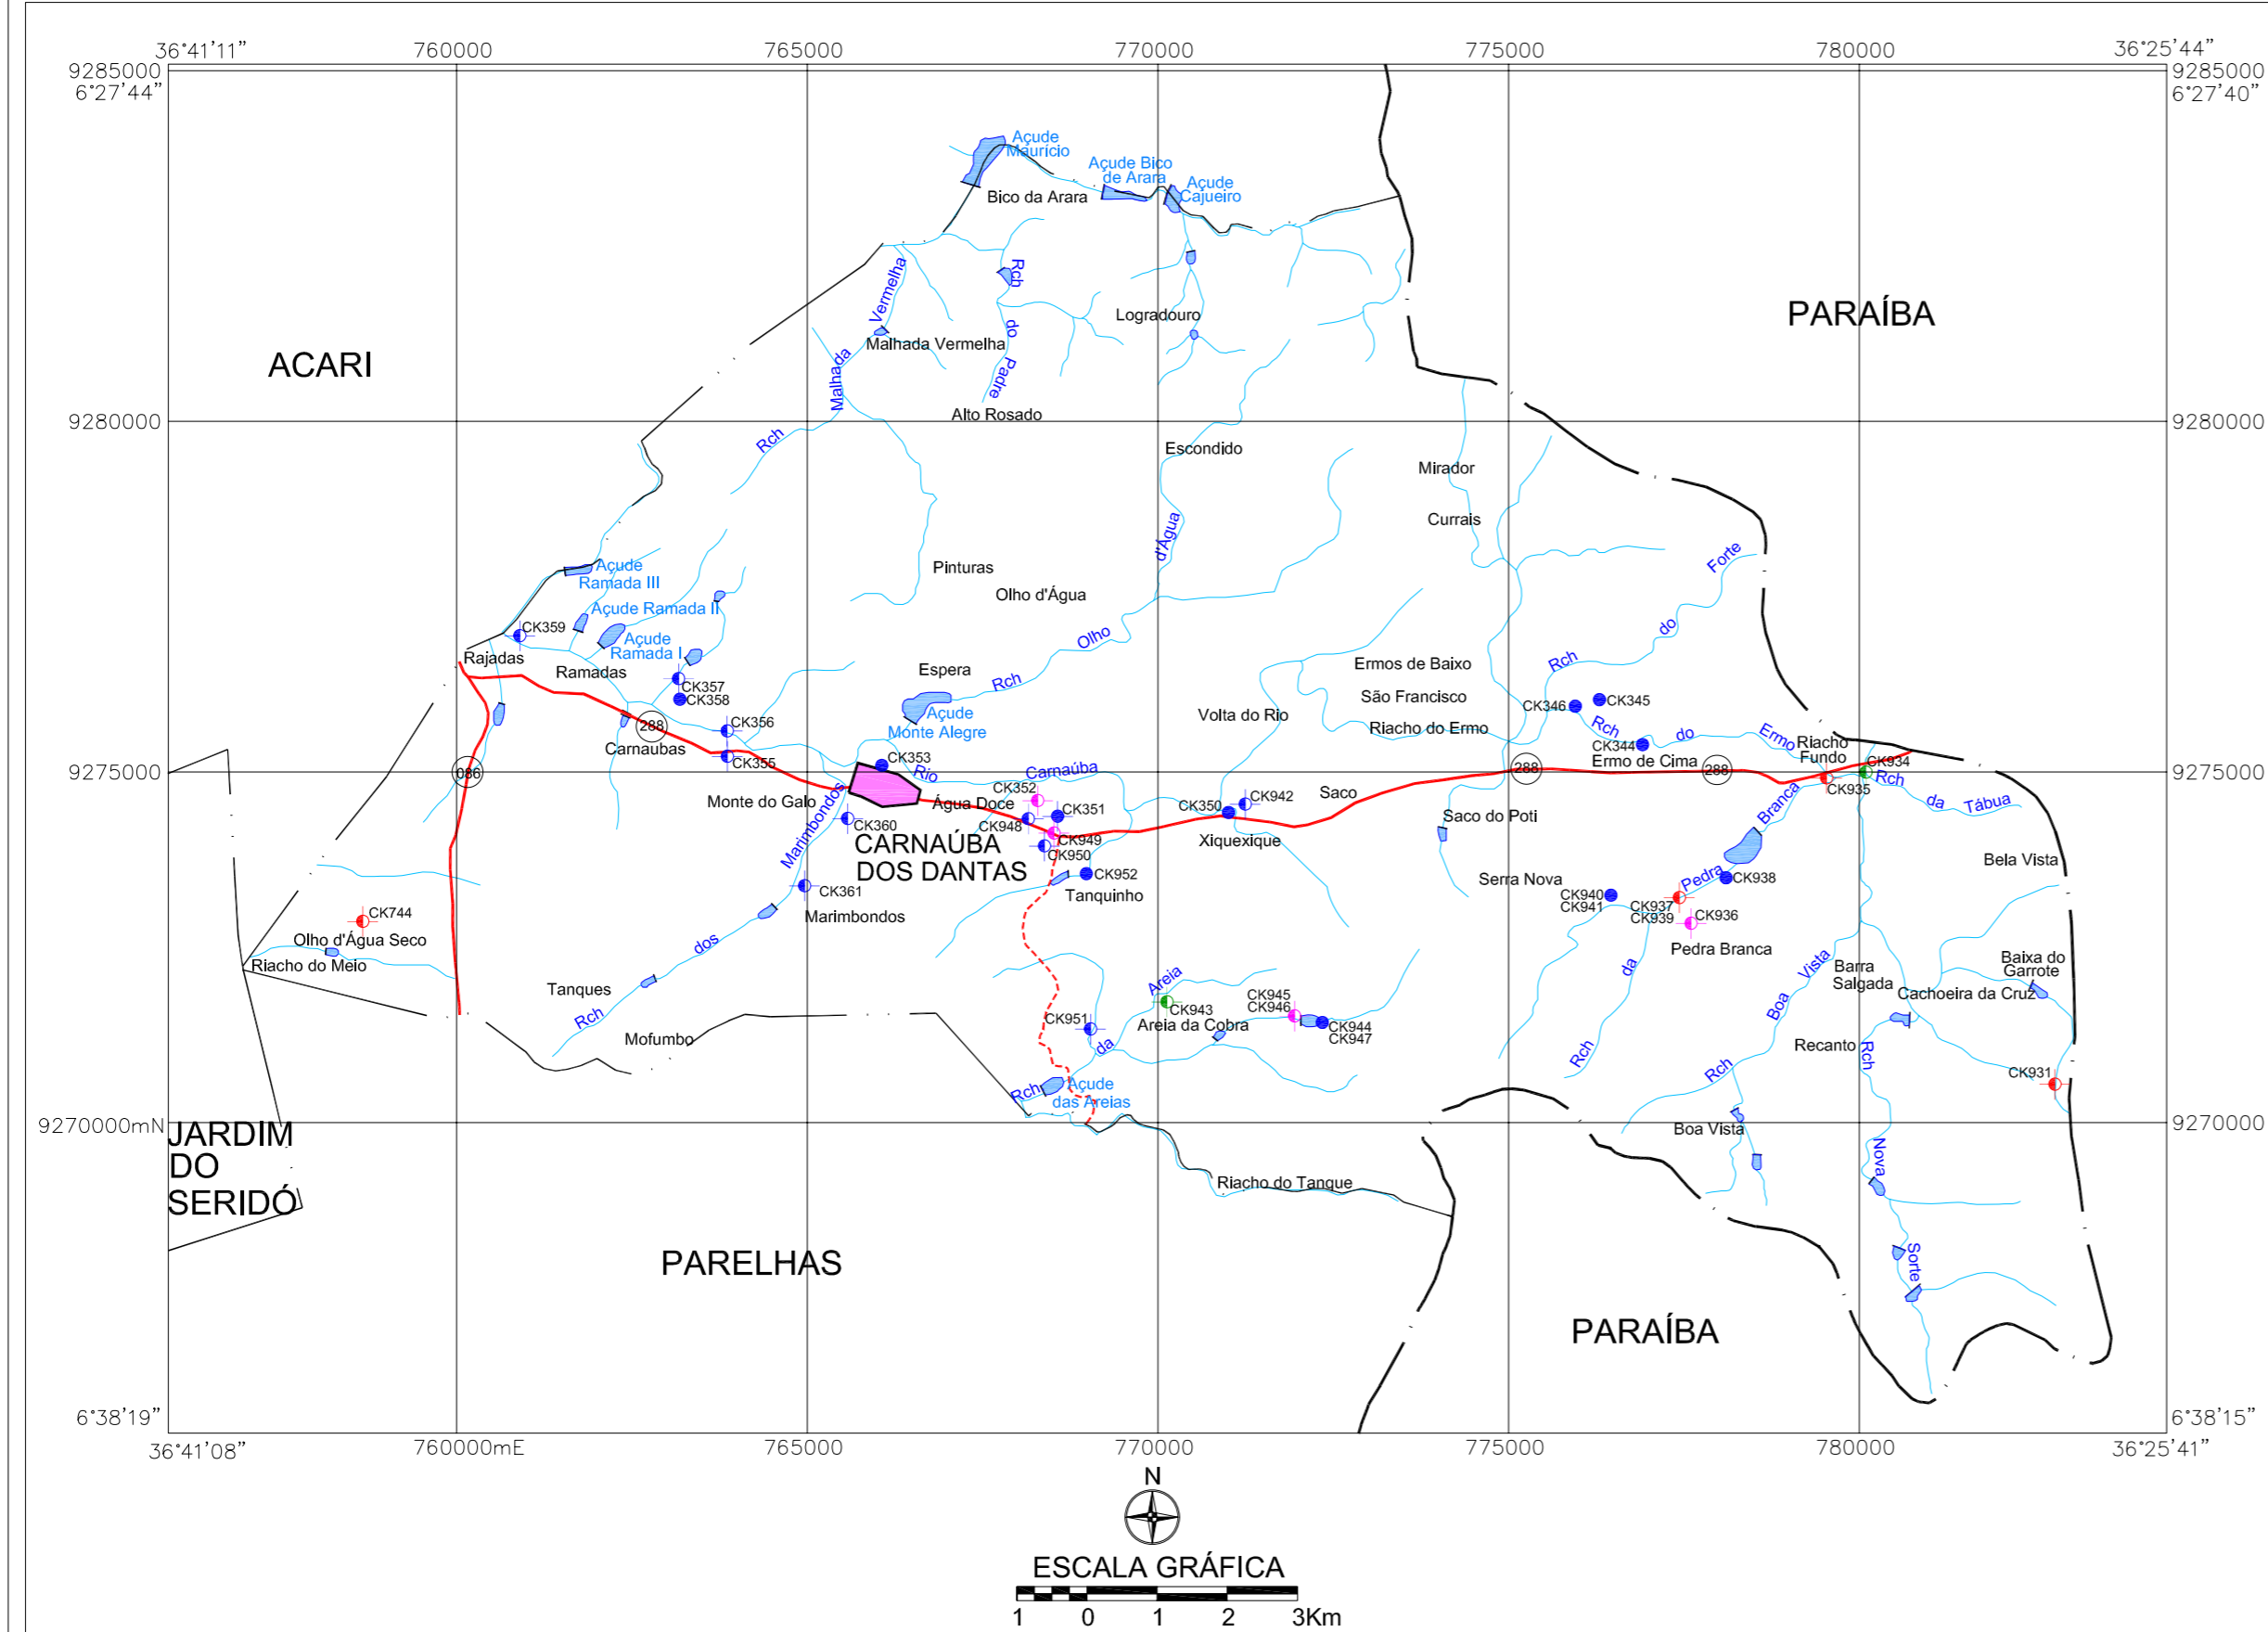 36°41'11"
760000
765000
770000
775000
780000
36°25'44"
9285000
6°27'44"
9285000
6°27'40"
Açude
Maurício
Açude Bico
de Arara
Açude
Cajueiro
Bico da Arara
Vermelha
Rch
do
Padre
Logradouro
PARAÍBA
Malhada Vermelha
ACARI
Malhada
Rch
Alto Rosado
9280000
9280000
Escondido
Mirador
Currais
d'Água
Forte
do
Rch
Açude
Ramada III
Pinturas
Olho d'Água
Açude Ramada II
Açude
Ramada I
CK359
Rajadas
Ramadas
Olho
Rch
Espera
Ermos de Baixo
São Francisco
Riacho do Ermo
Volta do Rio
CK357
CK358
CK346
CK345
Açude
Monte Alegre
CK356
288
Carnaubas
CK355
CK353
Rch
do
Ermo
CK344
Ermo de Cima
Riacho
Fundo
CK934
9275000
086
Rio
Carnaúba
288
288
CK935
Rch
da
Tábua
9275000
Monte do Galo
Água Doce
CK352
CK351
CK948
CK949
CK950
CK350
CK942
Saco
Xiquexique
Saco do Poti
Branca
Pedra
Marimbondos
CK360
CARNAÚBA
DOS DANTAS
CK952
Tanquinho
Serra Nova
CK938
Bela Vista
CK361
Marimbondos
CK940
CK941
CK937
CK939
CK936
Pedra Branca
CK744
Olho d'Água Seco
Riacho do Meio
dos
Rch
Tanques
Mofumbo
Areia
CK943
CK945
CK946
CK944
CK947
Areia da Cobra
CK951
da
Rch
Açude
das Areias
da
Rch
Vista
Boa
Rch
Barra
Salgada
Baixa do
Garrote
Cachoeira da Cruz
Recanto
Rch
CK931
9270000mN
9270000
JARDIM
DO
SERIDÓ
Boa Vista
Nova
Riacho do Tanque
Sorte
PARELHAS
PARAÍBA
6°38'19"
6°38'15"
36°41'08"
760000mE
765000
770000
775000
780000
36°25'41"
N
ESCALA GRÁFICA
1 0 1 2 3Km